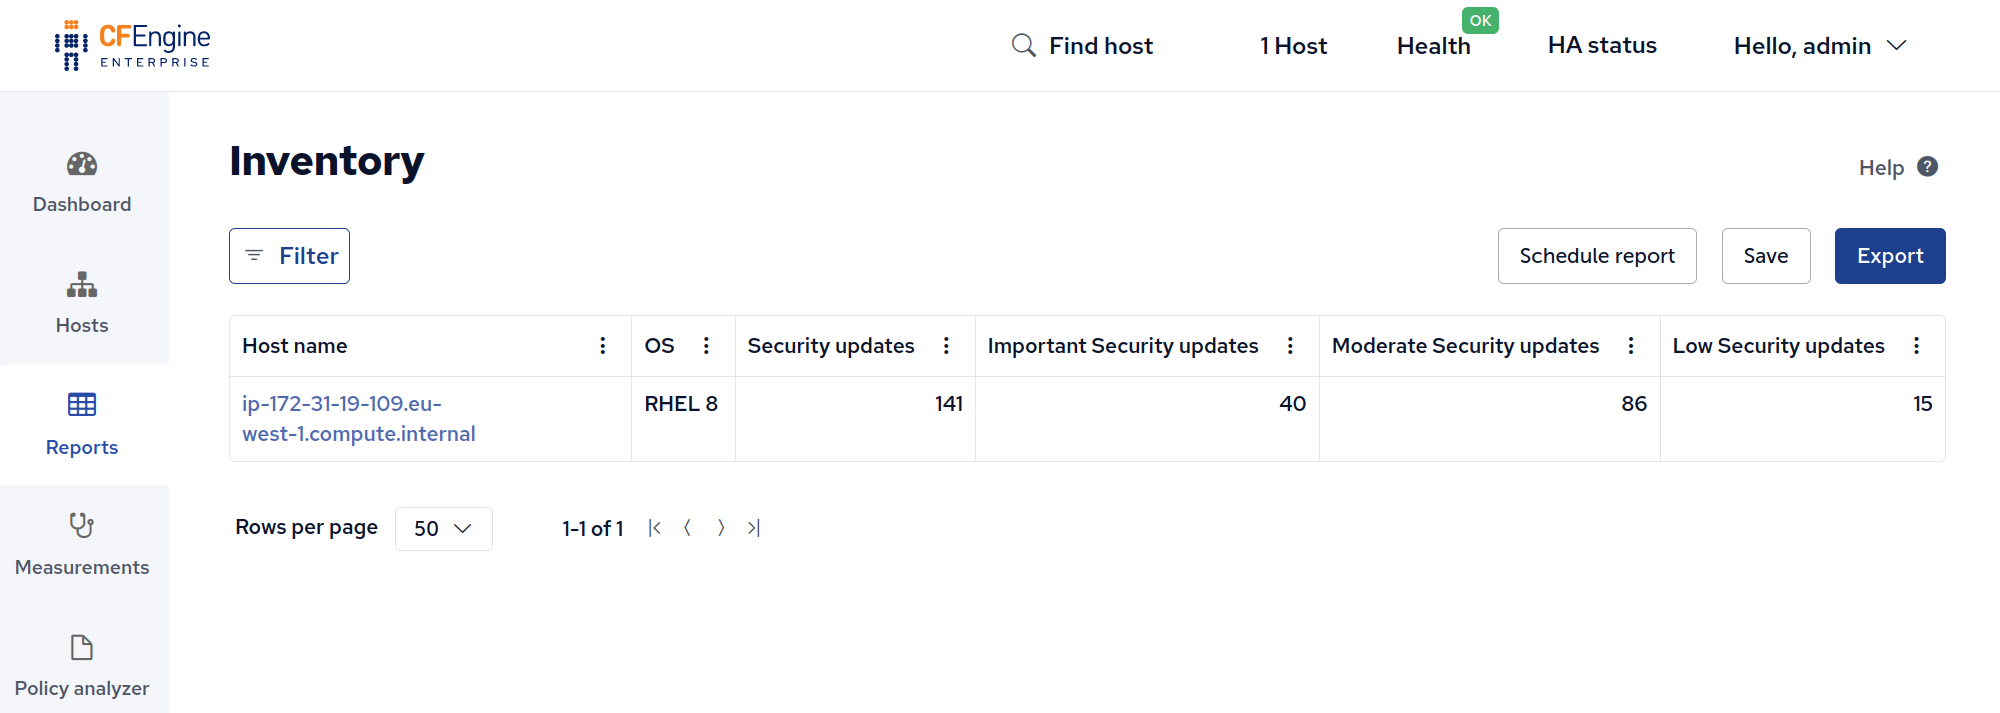 CFEngine
ENTERPRISE
Find host
1 Host
Health
OK
HA status
Hello, admin
Dashboard
Hosts
Reports
Measurements
Policy analyzer
Inventory
Help ?
Filter
Schedule report
Save
Export
Host name OS Security updates Important Security updates Moderate Security updates Low Security updates
ip-172-31-19-109.eu-
west-1.compute.internal
RHEL 8 141 40 86 15
Rows per page 50 1-1 of 1